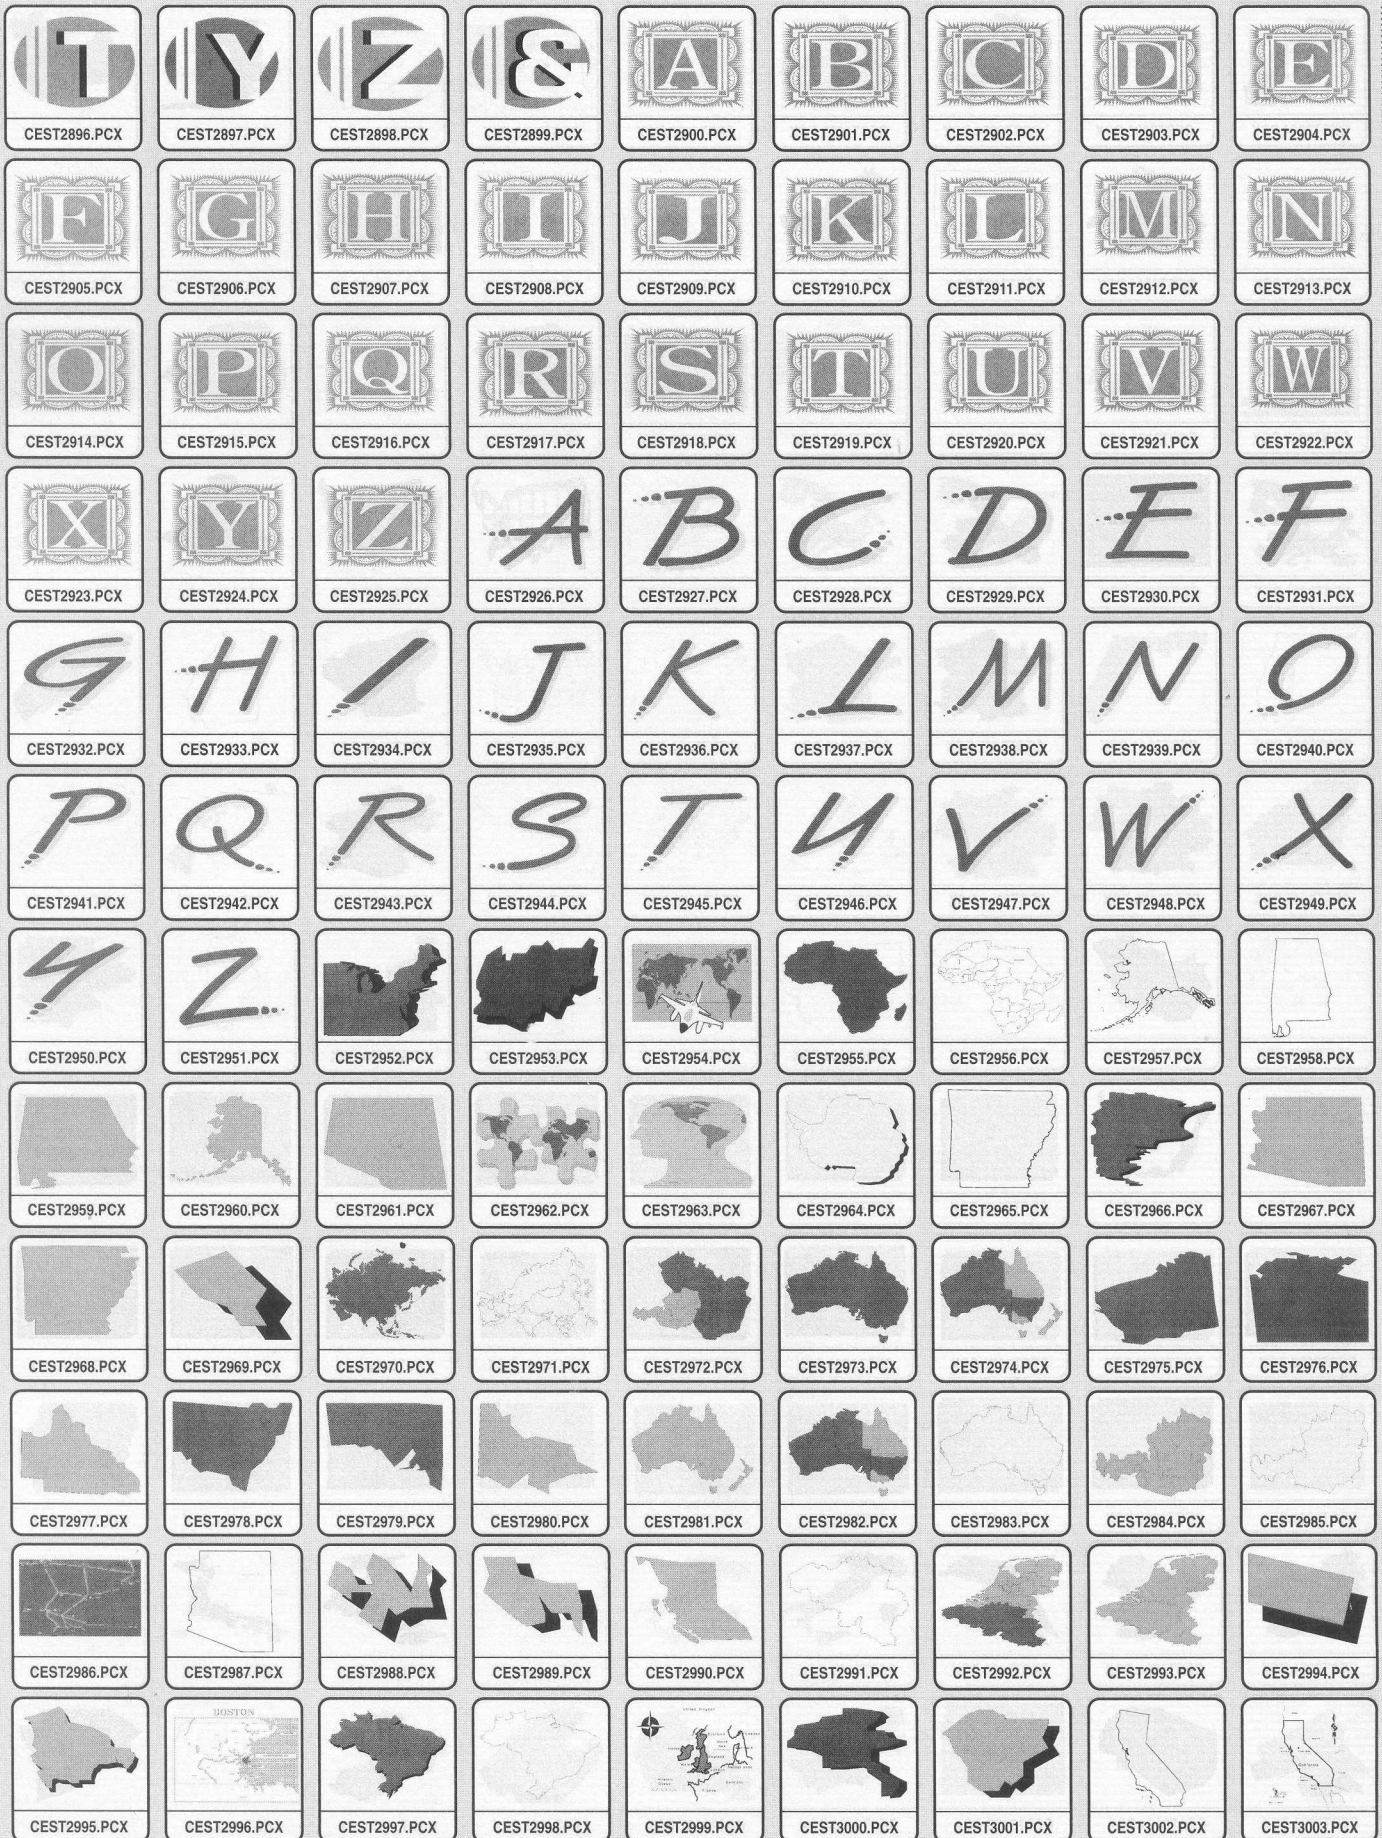 T Y Z & A B C D E
CEST2896.PCX CEST2897.PCX CEST2898.PCX CEST2899.PCX CEST2900.PCX CEST2901.PCX CEST2902.PCX CEST2903.PCX CEST2904.PCX
F G H I J K L M N
CEST2905.PCX CEST2906.PCX CEST2907.PCX CEST2908.PCX CEST2909.PCX CEST2910.PCX CEST2911.PCX CEST2912.PCX CEST2913.PCX
O P Q R S T U V W
CEST2914.PCX CEST2915.PCX CEST2916.PCX CEST2917.PCX CEST2918.PCX CEST2919.PCX CEST2920.PCX CEST2921.PCX CEST2922.PCX
X Y Z A B C D E F
CEST2923.PCX CEST2924.PCX CEST2925.PCX CEST2926.PCX CEST2927.PCX CEST2928.PCX CEST2929.PCX CEST2930.PCX CEST2931.PCX
G H I J K L M N O
CEST2932.PCX CEST2933.PCX CEST2934.PCX CEST2935.PCX CEST2936.PCX CEST2937.PCX CEST2938.PCX CEST2939.PCX CEST2940.PCX
P Q R S T U V W X
CEST2941.PCX CEST2942.PCX CEST2943.PCX CEST2944.PCX CEST2945.PCX CEST2946.PCX CEST2947.PCX CEST2948.PCX CEST2949.PCX
Y Z
CEST2950.PCX CEST2951.PCX CEST2952.PCX CEST2953.PCX CEST2954.PCX CEST2955.PCX CEST2956.PCX CEST2957.PCX CEST2958.PCX
CEST2959.PCX CEST2960.PCX CEST2961.PCX CEST2962.PCX CEST2963.PCX CEST2964.PCX CEST2965.PCX CEST2966.PCX CEST2967.PCX
CEST2968.PCX CEST2969.PCX CEST2970.PCX CEST2971.PCX CEST2972.PCX CEST2973.PCX CEST2974.PCX CEST2975.PCX CEST2976.PCX
CEST2977.PCX CEST2978.PCX CEST2979.PCX CEST2980.PCX CEST2981.PCX CEST2982.PCX CEST2983.PCX CEST2984.PCX CEST2985.PCX
CEST2986.PCX CEST2987.PCX CEST2988.PCX CEST2989.PCX CEST2990.PCX CEST2991.PCX CEST2992.PCX CEST2993.PCX CEST2994.PCX
BOSTON United Kingdom
California
CEST2995.PCX CEST2996.PCX CEST2997.PCX CEST2998.PCX CEST2999.PCX CEST3000.PCX CEST3001.PCX CEST3002.PCX CEST3003.PCX